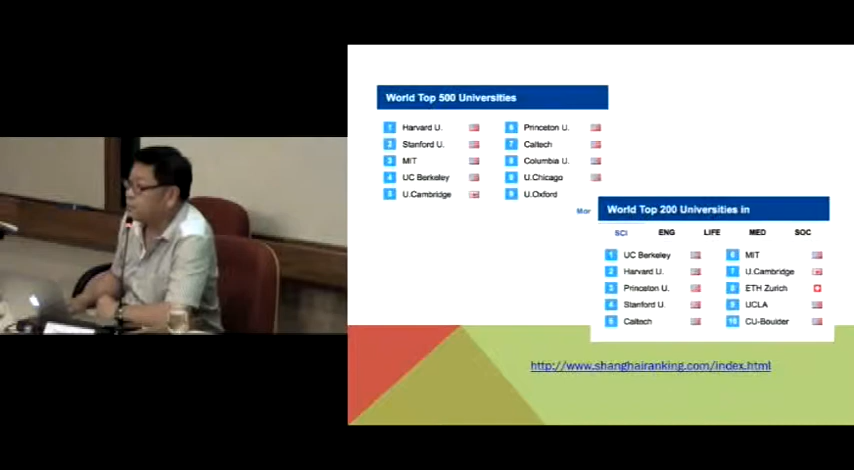 World Top 500 Universities
1 Harvard U.
2 Stanford U.
3 MIT
4 UC Berkeley
5 U.Cambridge
6 Princeton U.
7 Caltech
8 Columbia U.
9 U.Chicago
9 U.Oxford
Mor
World Top 200 Universities in
SCI ENG LIFE MED SOC
1 UC Berkeley
2 Harvard U.
3 Princeton U.
4 Stanford U.
5 Caltech
6 MIT
7 U.Cambridge
8 ETH Zurich
9 UCLA
10 CU-Boulder
http://www.shanghairanking.com/index.html